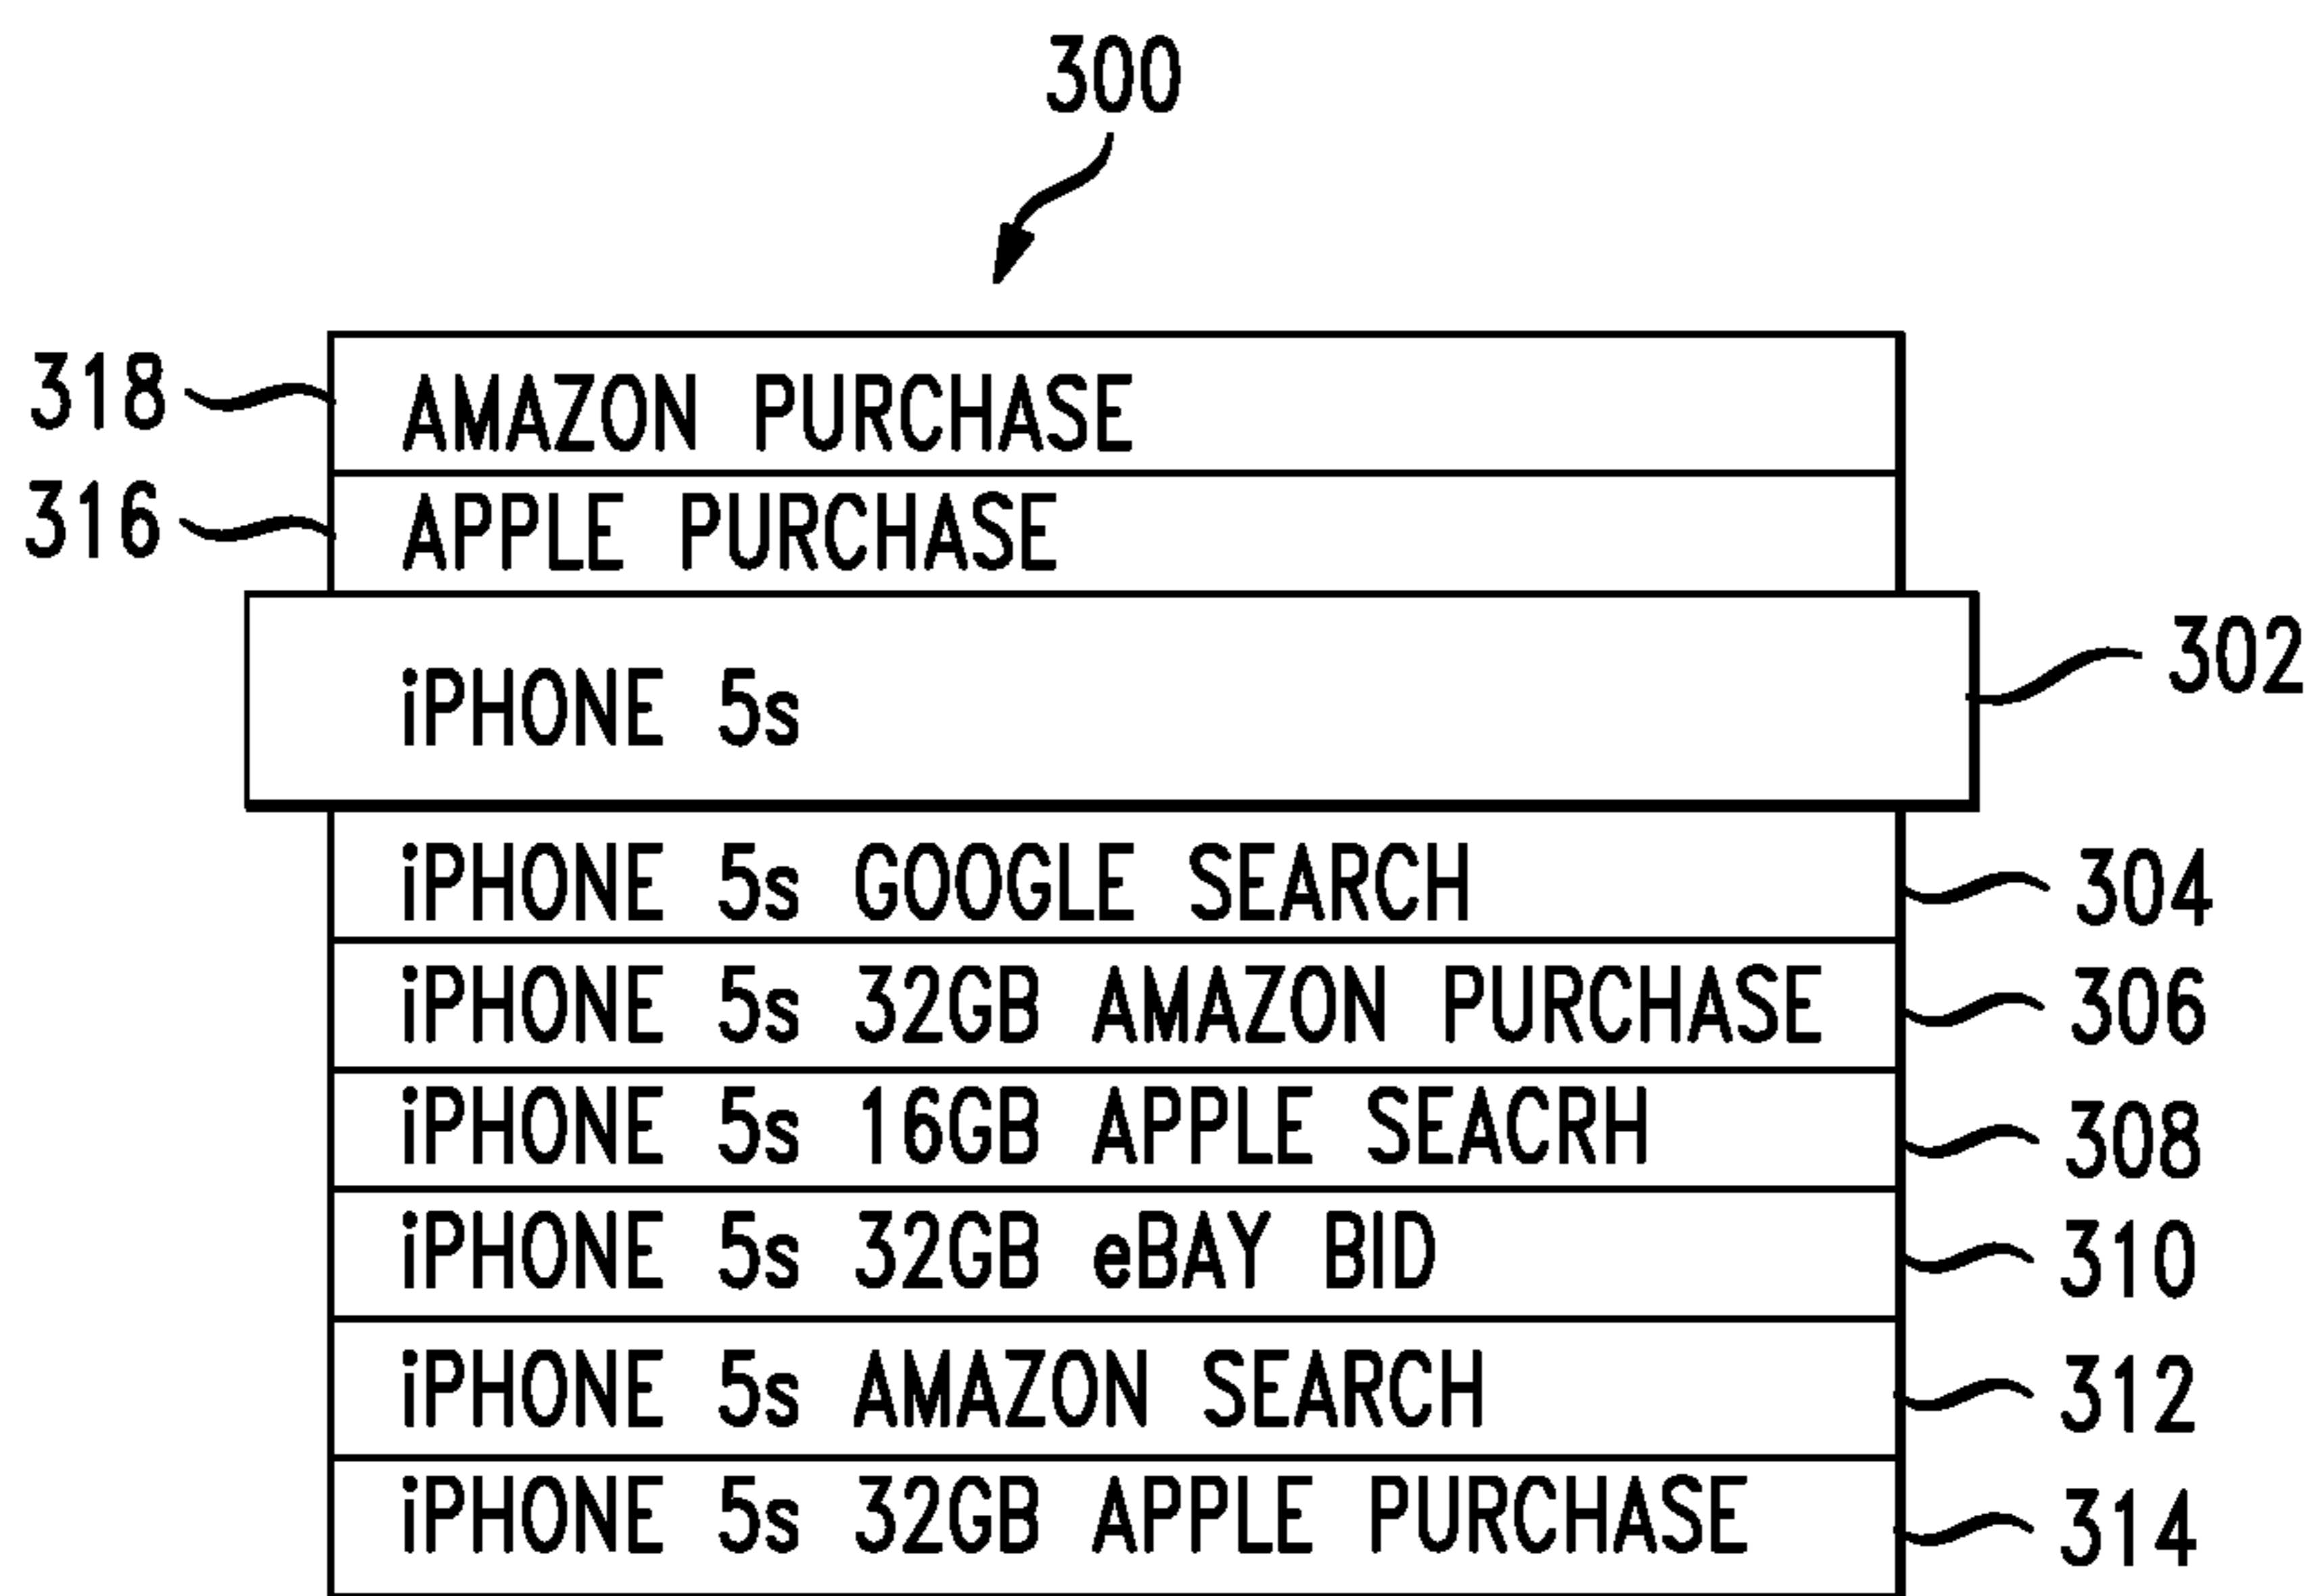 300
318 AMAZON PURCHASE
316 APPLE PURCHASE
iPHONE 5s 302
iPHONE 5s GOOGLE SEARCH 304
iPHONE 5s 32GB AMAZON PURCHASE 306
iPHONE 5s 16GB APPLE SEACRH 308
iPHONE 5s 32GB eBAY BID 310
iPHONE 5s AMAZON SEARCH 312
iPHONE 5s 32GB APPLE PURCHASE 314